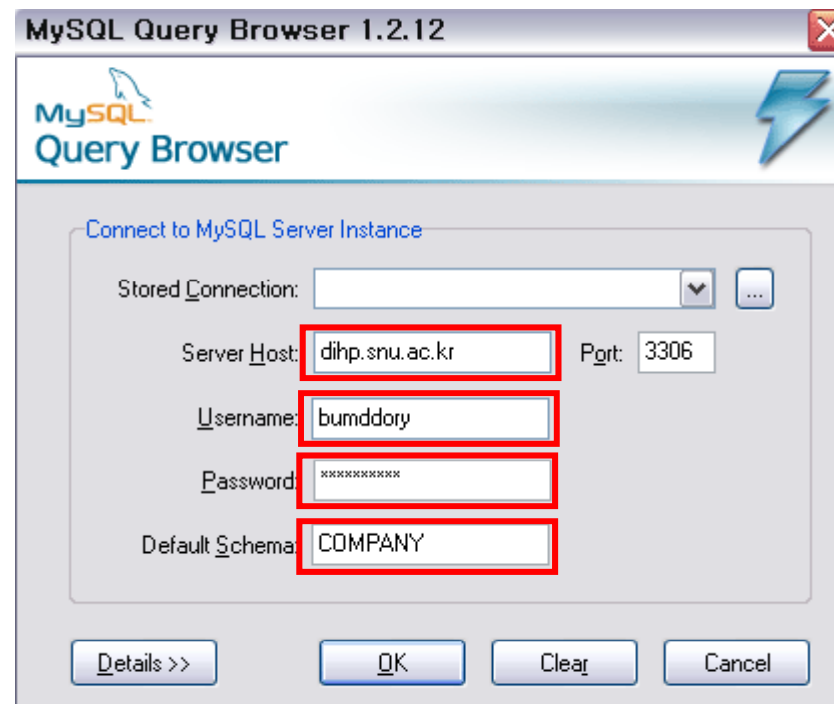 MySQL Query Browser 1.2.12
MySQL
Query Browser
Connect to MySQL Server Instance
Stored Connection:
...
Server Host: dihp.snu.ac.kr Port: 3306
Username: bumddory
Password: **********
Default Schema: COMPANY
Details >> OK Clear Cancel